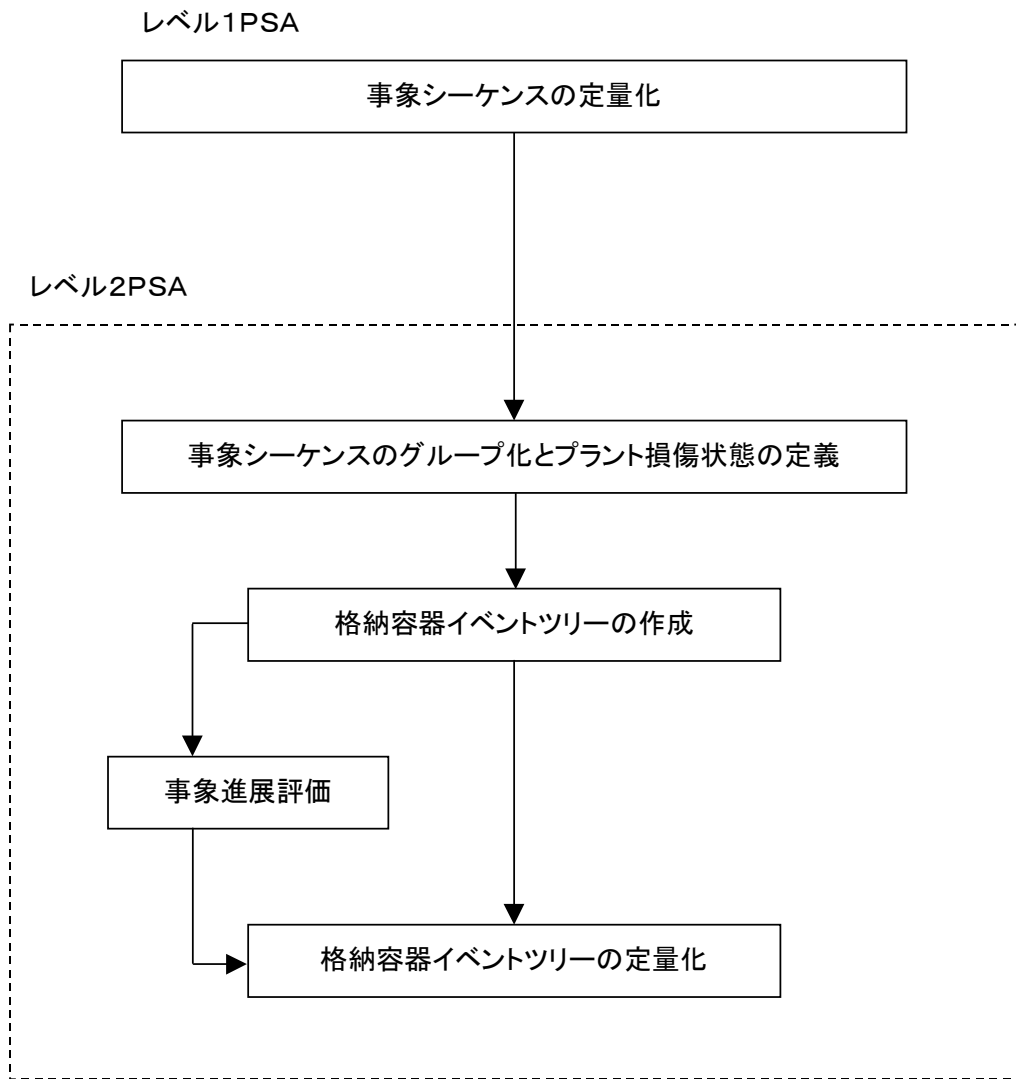 レベル１PSA
事象シーケンスの定量化
レベル２PSA
事象シーケンスのグループ化とプラント損傷状態の定義
格納容器イベントツリーの作成
事象進展評価
格納容器イベントツリーの定量化